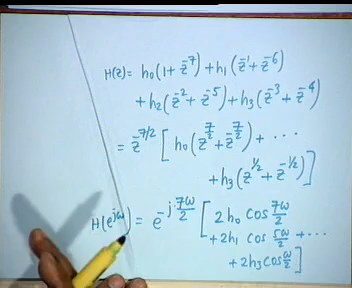 H(z) = h₀(1+z̄⁷) + h₁(z̄¹+z̄⁶)
+ h₂(z̄²+z̄⁵) + h₃(z̄³+z̄⁴)
= z̄^{7/2} [h₀(z^{7/2}+z̄^{7/2}) + ...
+ h₃(z^{1/2}+z^{-1/2})]
H(e^{jω}) = e^{-j·7ω/2} [2h₀ cos 7ω/2
+2h₁ cos 5ω/2 + ...
+ 2h₃ cos ω/2]